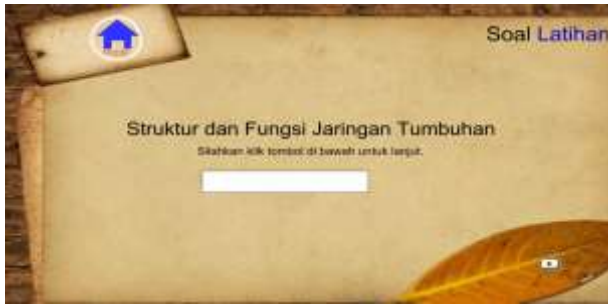 Soal Latihan
Struktur dan Fungsi Jaringan Tumbuhan
Silahkan klik tombol di bawah untuk lanjut.